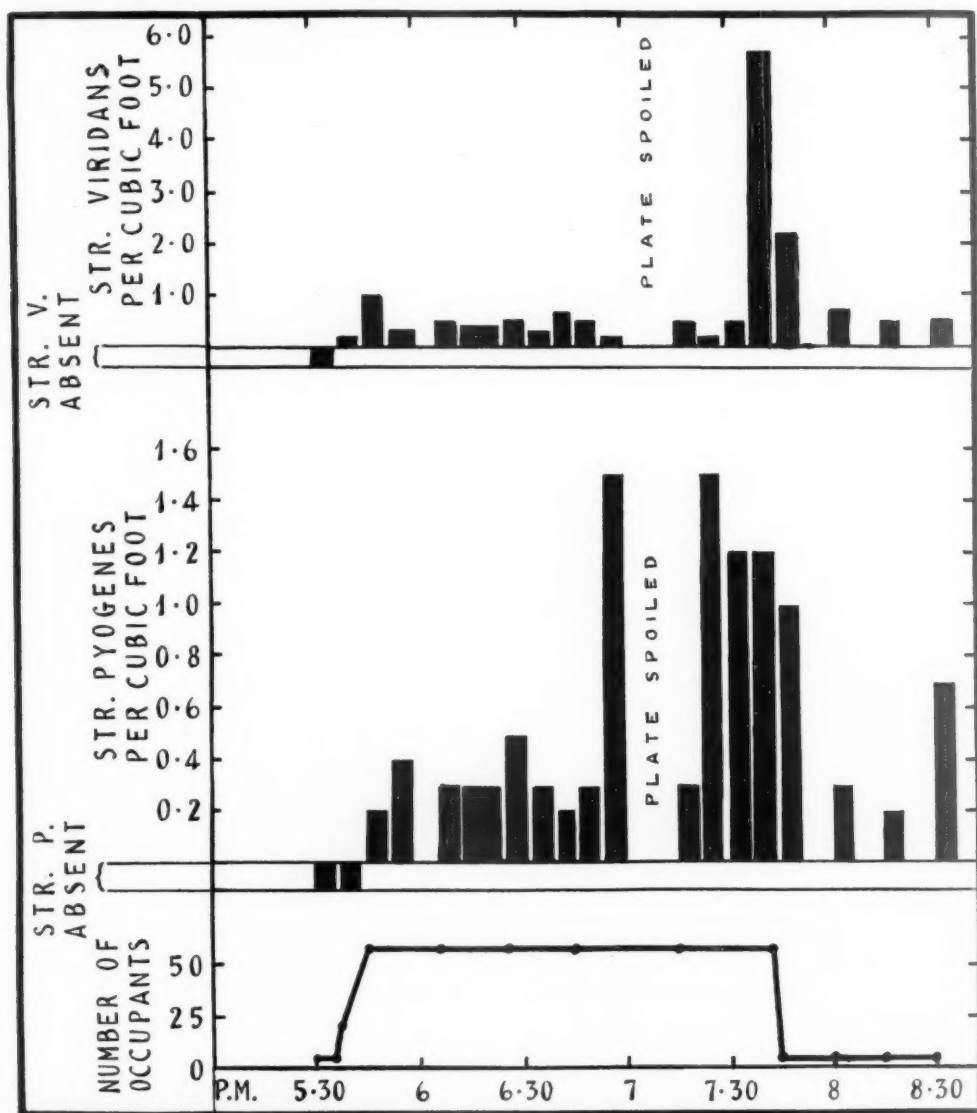 6·0
5·0
4·0
3·0
2·0
1·0
STR. VIRIDANS
PER CUBIC FOOT
STR. V.
ABSENT
PLATE SPOILED
1·6
1·4
1·2
1·0
0·8
0·6
0·4
0·2
STR. PYOGENES
PER CUBIC FOOT
STR. P.
ABSENT
PLATE SPOILED
50
25
0
NUMBER OF
OCCUPANTS
P.M. 5·30 6 6·30 7 7·30 8 8·30